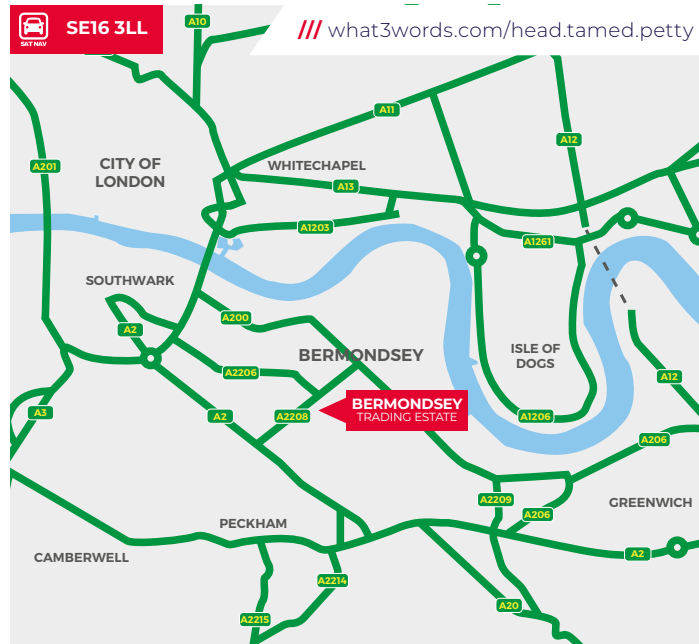 SAT NAV
SE16 3LL
/// what3words.com/head.tamed.petty
A10
A11
A12
A201
CITY OF
LONDON
WHITECHAPEL
A13
A1203
A1261
SOUTHWARK
A200
A2
BERMONDSEY
ISLE OF
DOGS
A2206
A12
A3
A2
A2208
BERMONDSEY
TRADING ESTATE
A1206
A206
A2209
A206
GREENWICH
PECKHAM
CAMBERWELL
A2
A2214
A20
A2215